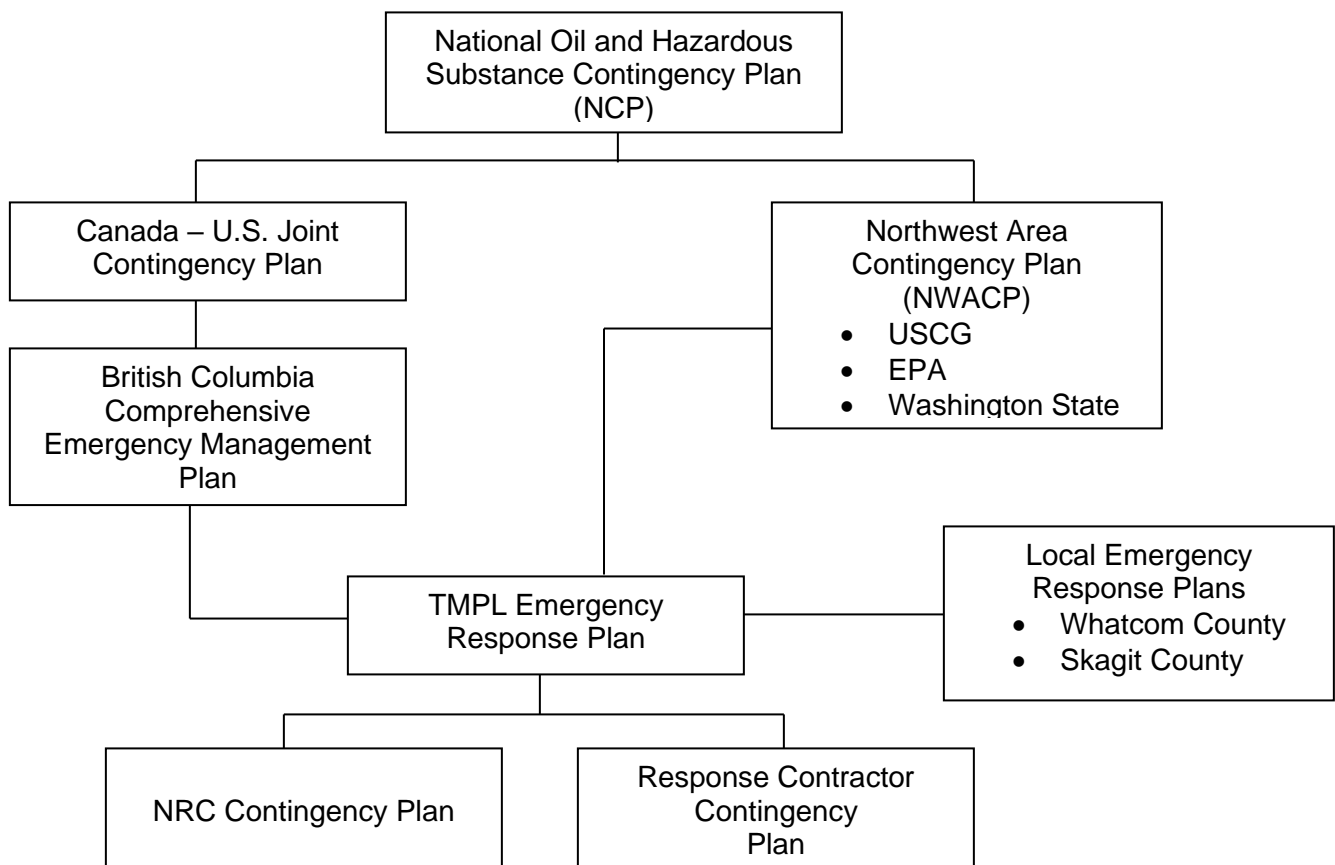 National Oil and Hazardous
Substance Contingency Plan
(NCP)
Canada – U.S. Joint
Contingency Plan
Northwest Area
Contingency Plan
(NWACP)
• USCG
• EPA
• Washington State
British Columbia
Comprehensive
Emergency Management
Plan
Local Emergency
Response Plans
• Whatcom County
• Skagit County
TMPL Emergency
Response Plan
NRC Contingency Plan
Response Contractor
Contingency
Plan